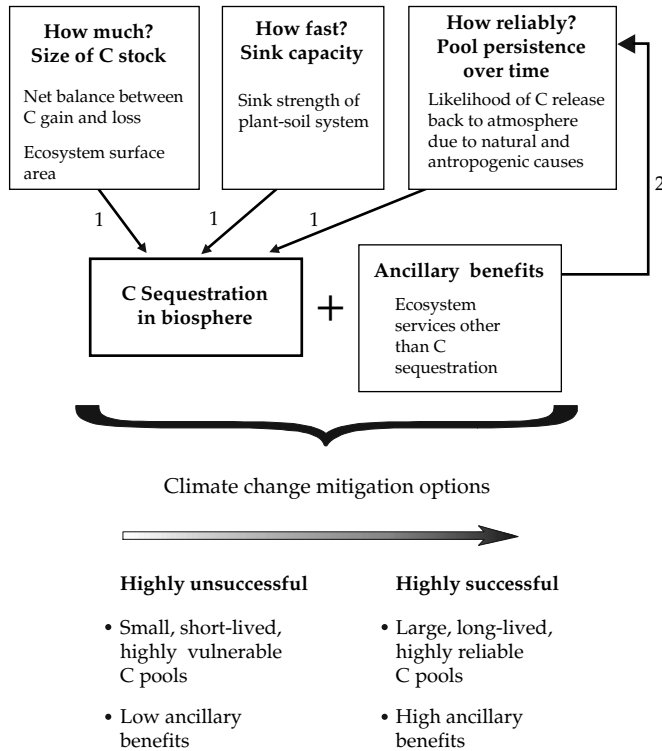 How much?
Size of C stock
Net balance between
C gain and loss
Ecosystem surface
area
How fast?
Sink capacity
Sink strength of
plant-soil system
How reliably?
Pool persistence
over time
Likelihood of C release
back to atmosphere
due to natural and
antropogenic causes
1
1
1
2
C Sequestration
in biosphere
+
Ancillary benefits
Ecosystem
services other
than C
sequestration
Climate change mitigation options
Highly unsuccessful
• Small, short-lived,
highly vulnerable
C pools
• Low ancillary
benefits
Highly successful
• Large, long-lived,
highly reliable
C pools
• High ancillary
benefits